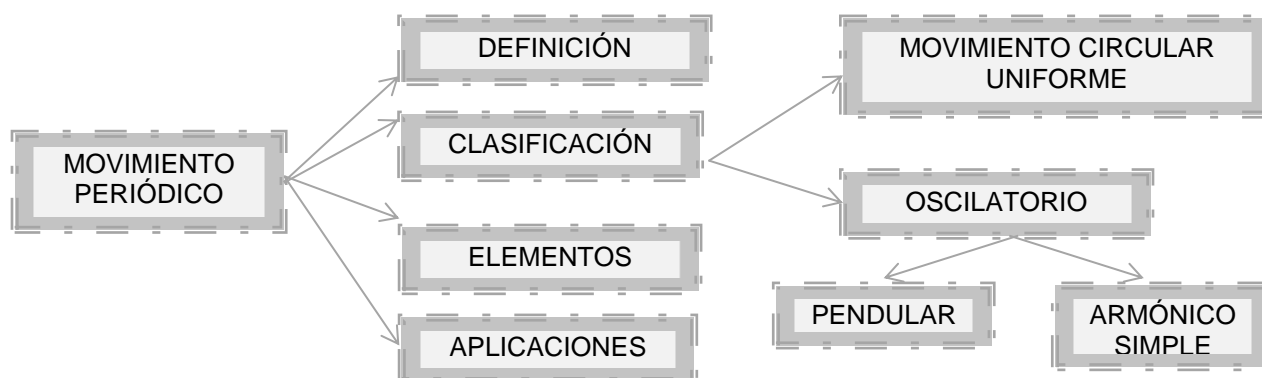 MOVIMIENTO
PERIÓDICO
DEFINICIÓN
CLASIFICACIÓN
ELEMENTOS
APLICACIONES
MOVIMIENTO CIRCULAR
UNIFORME
OSCILATORIO
PENDULAR
ARMÓNICO
SIMPLE